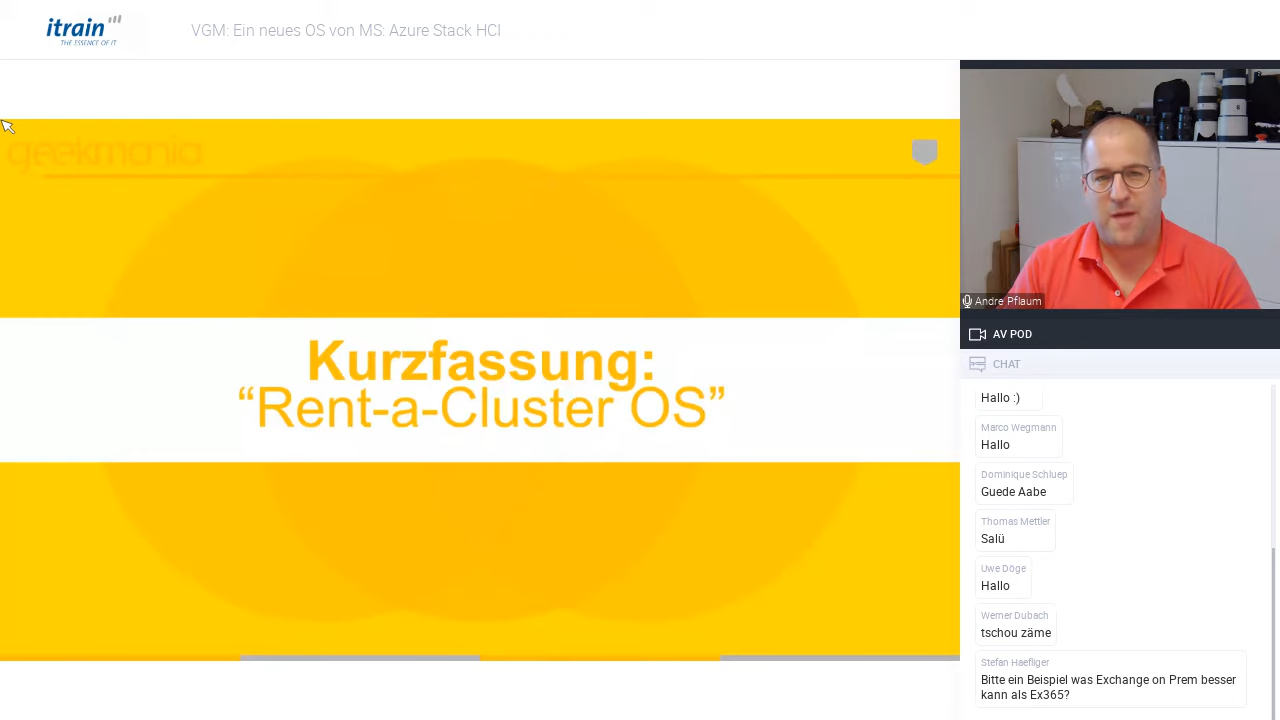 itrain
THE ESSENCE OF IT
VGM: Ein neues OS von MS: Azure Stack HCI
geekmania
Kurzfassung:
“Rent-a-Cluster OS”
Andre Pflaum
AV POD
CHAT
Hallo :)
Marco Wegmann
Hallo
Dominique Schluep
Guede Aabe
Thomas Mettler
Salü
Uwe Döge
Hallo
Werner Dubach
tschou zäme
Stefan Haefliger
Bitte ein Beispiel was Exchange on Prem besser
kann als Ex365?